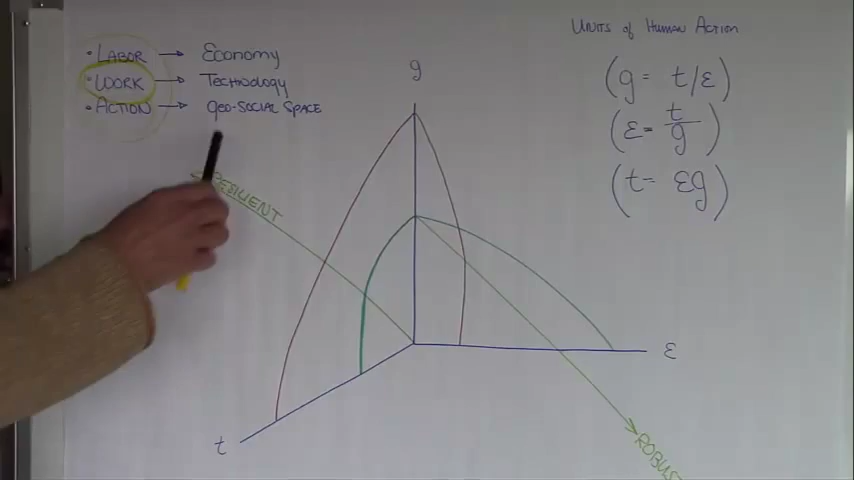 • LABOR → Economy
• WORK → Technology
• ACTION → geo-social Space
Units of Human Action
(g = t/ε)
(ε = t/g)
(t = εg)
g
RESILIENT
ε
t
ROBUST